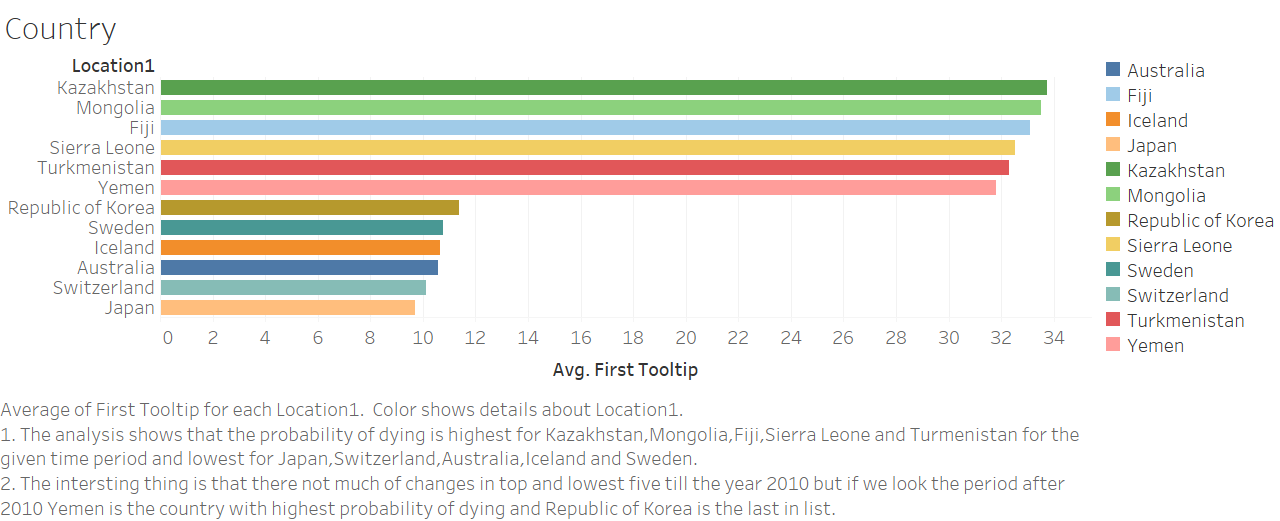 Country
Location1
Kazakhstan
Mongolia
Fiji
Sierra Leone
Turkmenistan
Yemen
Republic of Korea
Sweden
Iceland
Australia
Switzerland
Japan
0 2 4 6 8 10 12 14 16 18 20 22 24 26 28 30 32 34
Avg. First Tooltip
Australia
Fiji
Iceland
Japan
Kazakhstan
Mongolia
Republic of Korea
Sierra Leone
Sweden
Switzerland
Turkmenistan
Yemen
Average of First Tooltip for each Location1.  Color shows details about Location1.
1. The analysis shows that the probability of dying is highest for Kazakhstan,Mongolia,Fiji,Sierra Leone and Turmenistan for the
given time period and lowest for Japan,Switzerland,Australia,Iceland and Sweden.
2. The intersting thing is that there not much of changes in top and lowest five till the year 2010 but if we look the period after
2010 Yemen is the country with highest probability of dying and Republic of Korea is the last in list.